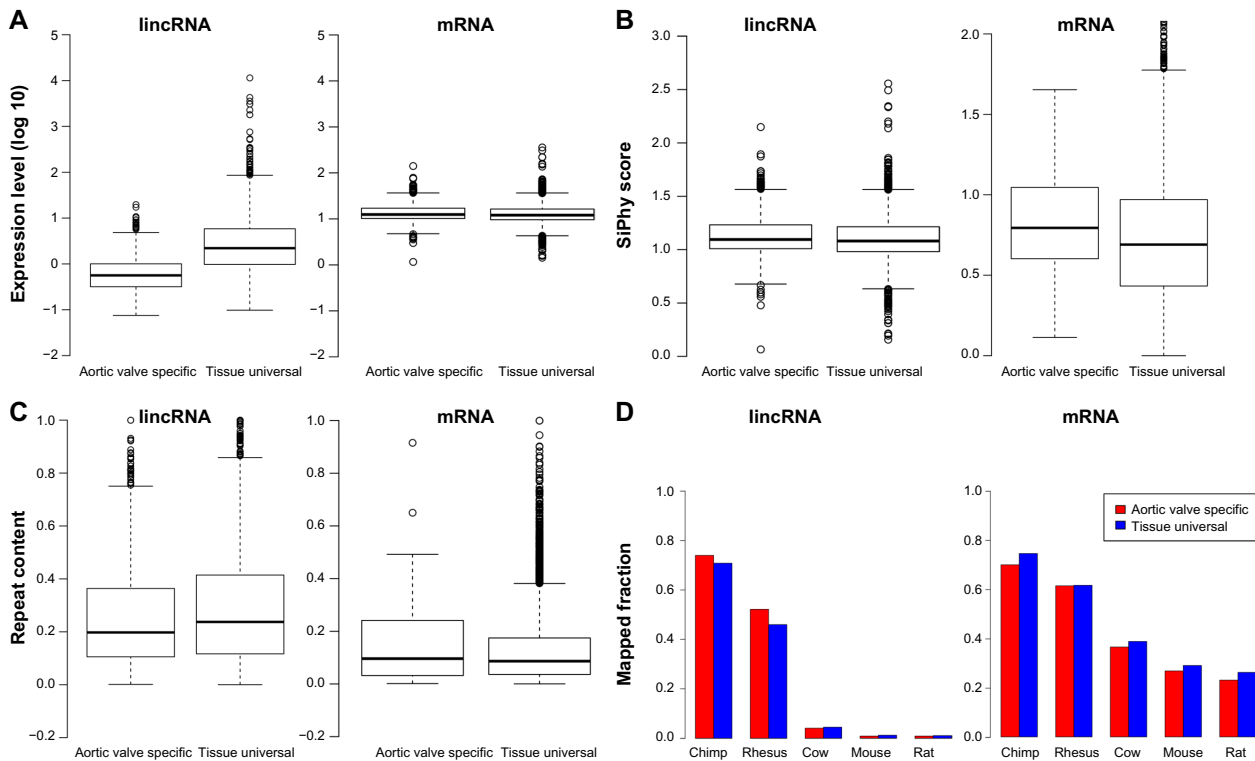 A
lincRNA
mRNA
Expression level (log 10)
5
4
3
2
1
0
−1
−2
5
4
3
2
1
0
−1
−2
Aortic valve specific
Tissue universal
Aortic valve specific
Tissue universal
B
lincRNA
mRNA
SiPhy score
3.0
2.5
2.0
1.5
1.0
0.5
0.0
2.0
1.5
1.0
0.5
0.0
Aortic valve specific
Tissue universal
Aortic valve specific
Tissue universal
C
lincRNA
mRNA
Repeat content
1.0
0.8
0.6
0.4
0.2
0.0
−0.2
1.0
0.8
0.6
0.4
0.2
0.0
−0.2
Aortic valve specific
Tissue universal
Aortic valve specific
Tissue universal
D
lincRNA
mRNA
Mapped fraction
1.0
0.8
0.6
0.4
0.2
0.0
1.0
0.8
0.6
0.4
0.2
0.0
Aortic valve specific
Tissue universal
Chimp
Rhesus
Cow
Mouse
Rat
Chimp
Rhesus
Cow
Mouse
Rat